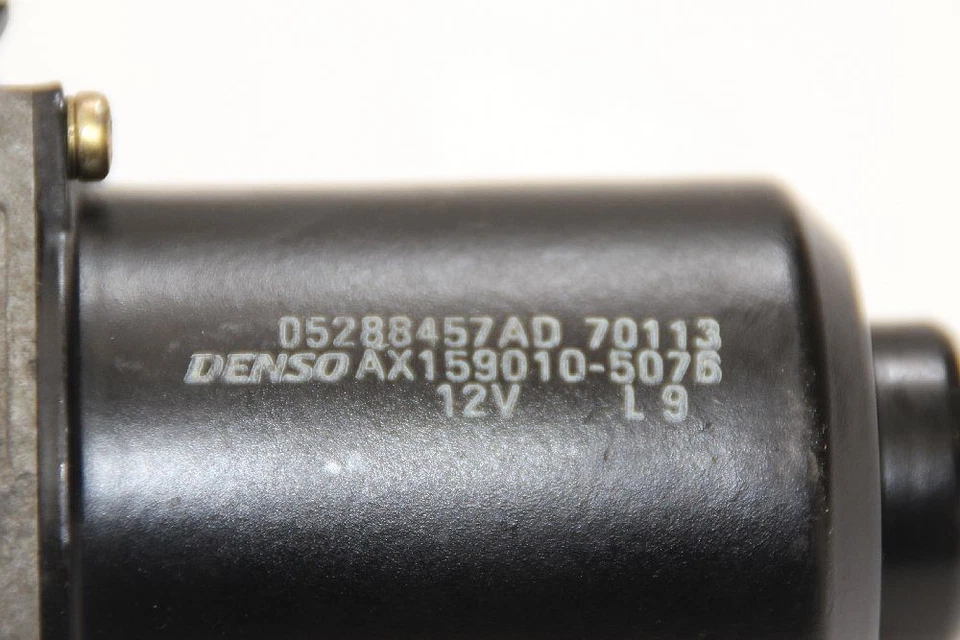 05288457AD 70113
DENSO AX159010-5076
12V L 9